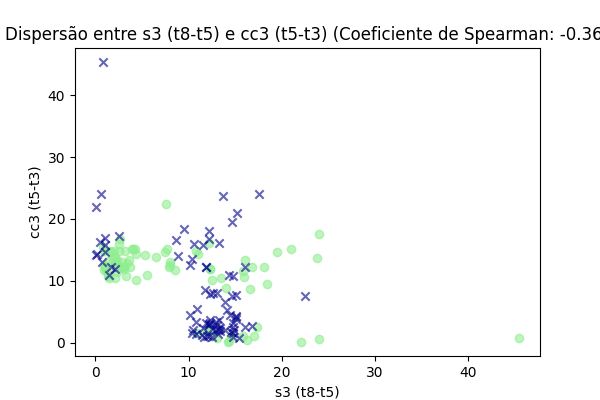 Dispersão entre s3 (t8-t5) e cc3 (t5-t3) (Coeficiente de Spearman: -0.36
cc3 (t5-t3)
40
30
20
10
0
0 10 20 30 40
s3 (t8-t5)